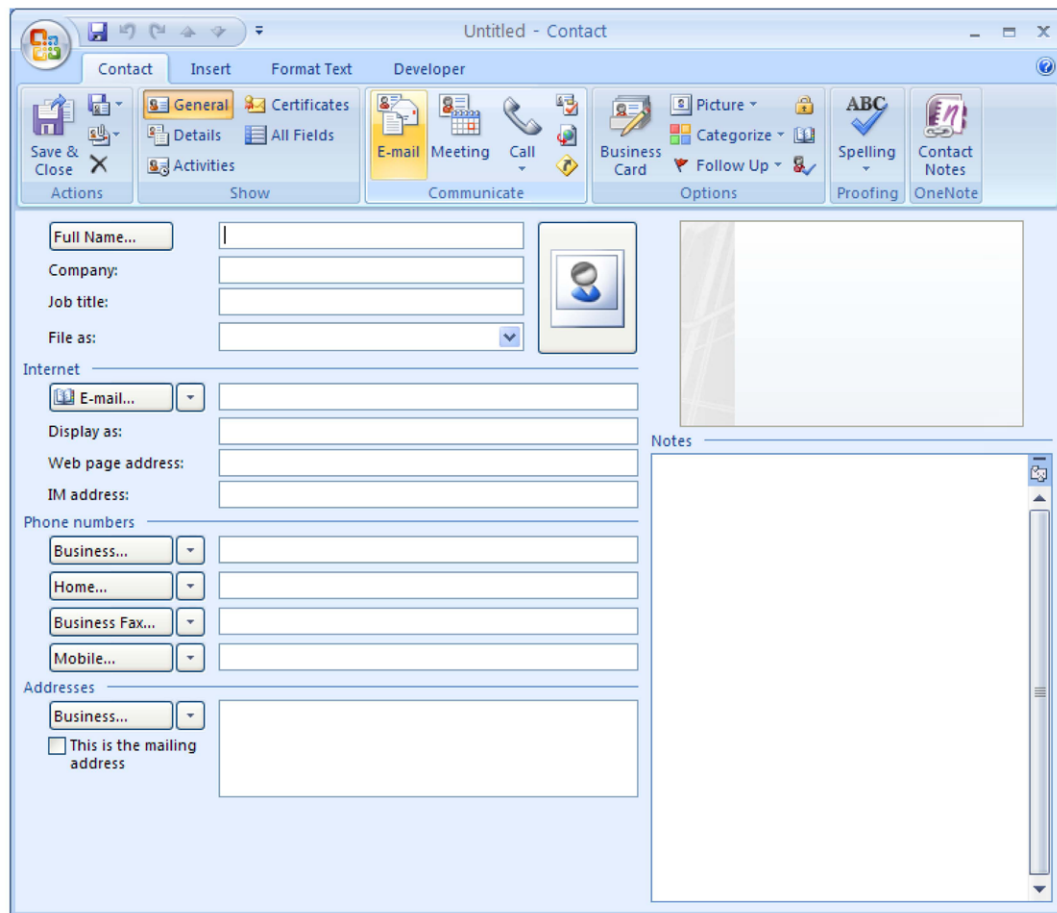 Untitled - Contact
Contact Insert Format Text Developer
Save & Close
General
Details
Activities
Certificates
All Fields
E-mail
Meeting
Call
Business Card
Picture
Categorize
Follow Up
ABC
Spelling
Contact Notes
Actions Show Communicate Options Proofing OneNote
Full Name...
Company:
Job title:
File as:
Internet
E-mail...
Display as:
Web page address:
IM address:
Phone numbers
Business...
Home...
Business Fax...
Mobile...
Addresses
Business...
This is the mailing
address
Notes